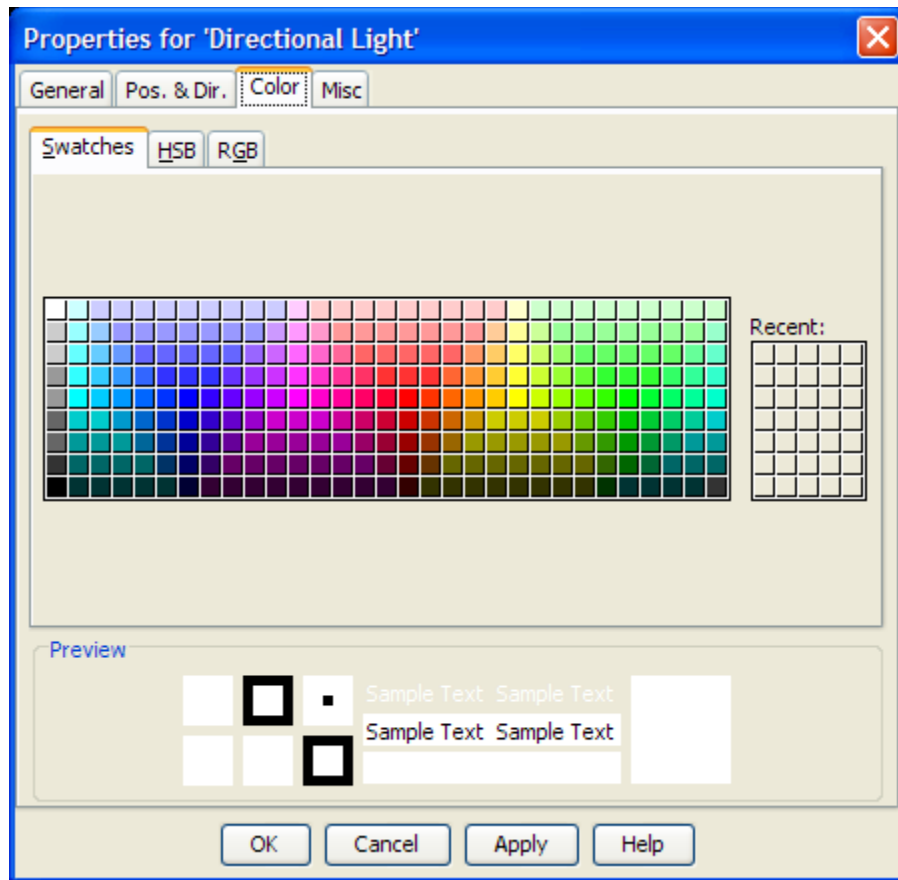 Properties for 'Directional Light'
General Pos. & Dir. Color Misc
Swatches HSB RGB
Recent:
Preview
Sample Text Sample Text
Sample Text Sample Text
OK Cancel Apply Help